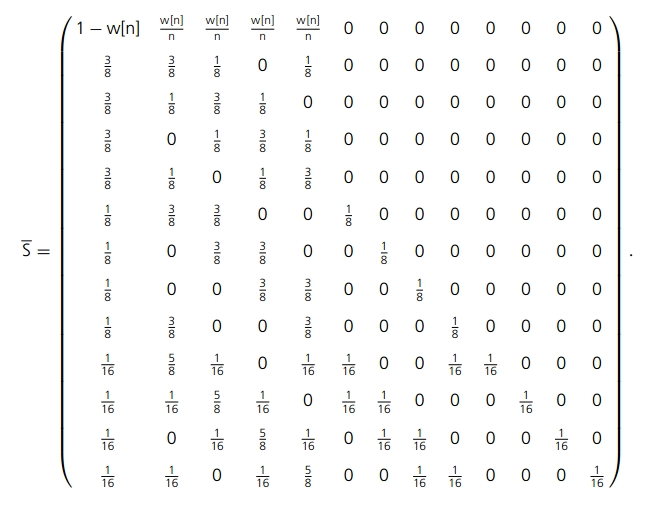 1 − w[n] w[n]/n w[n]/n w[n]/n w[n]/n 0 0 0 0 0 0 0 0
3/8 3/8 1/8 0 1/8 0 0 0 0 0 0 0 0
3/8 1/8 3/8 1/8 0 0 0 0 0 0 0 0 0
3/8 0 1/8 3/8 1/8 0 0 0 0 0 0 0 0
3/8 1/8 0 1/8 3/8 0 0 0 0 0 0 0 0
1/8 3/8 3/8 0 0 1/8 0 0 0 0 0 0 0
S̅ = 1/8 0 3/8 3/8 0 0 1/8 0 0 0 0 0 0 .
1/8 0 0 3/8 3/8 0 0 1/8 0 0 0 0 0
1/8 3/8 0 0 3/8 0 0 0 1/8 0 0 0 0
1/16 5/8 1/16 0 1/16 1/16 0 0 1/16 1/16 0 0 0
1/16 1/16 5/8 1/16 0 1/16 1/16 0 0 0 1/16 0 0
1/16 0 1/16 5/8 1/16 0 1/16 1/16 0 0 0 1/16 0
1/16 1/16 0 1/16 5/8 0 0 1/16 1/16 0 0 0 1/16